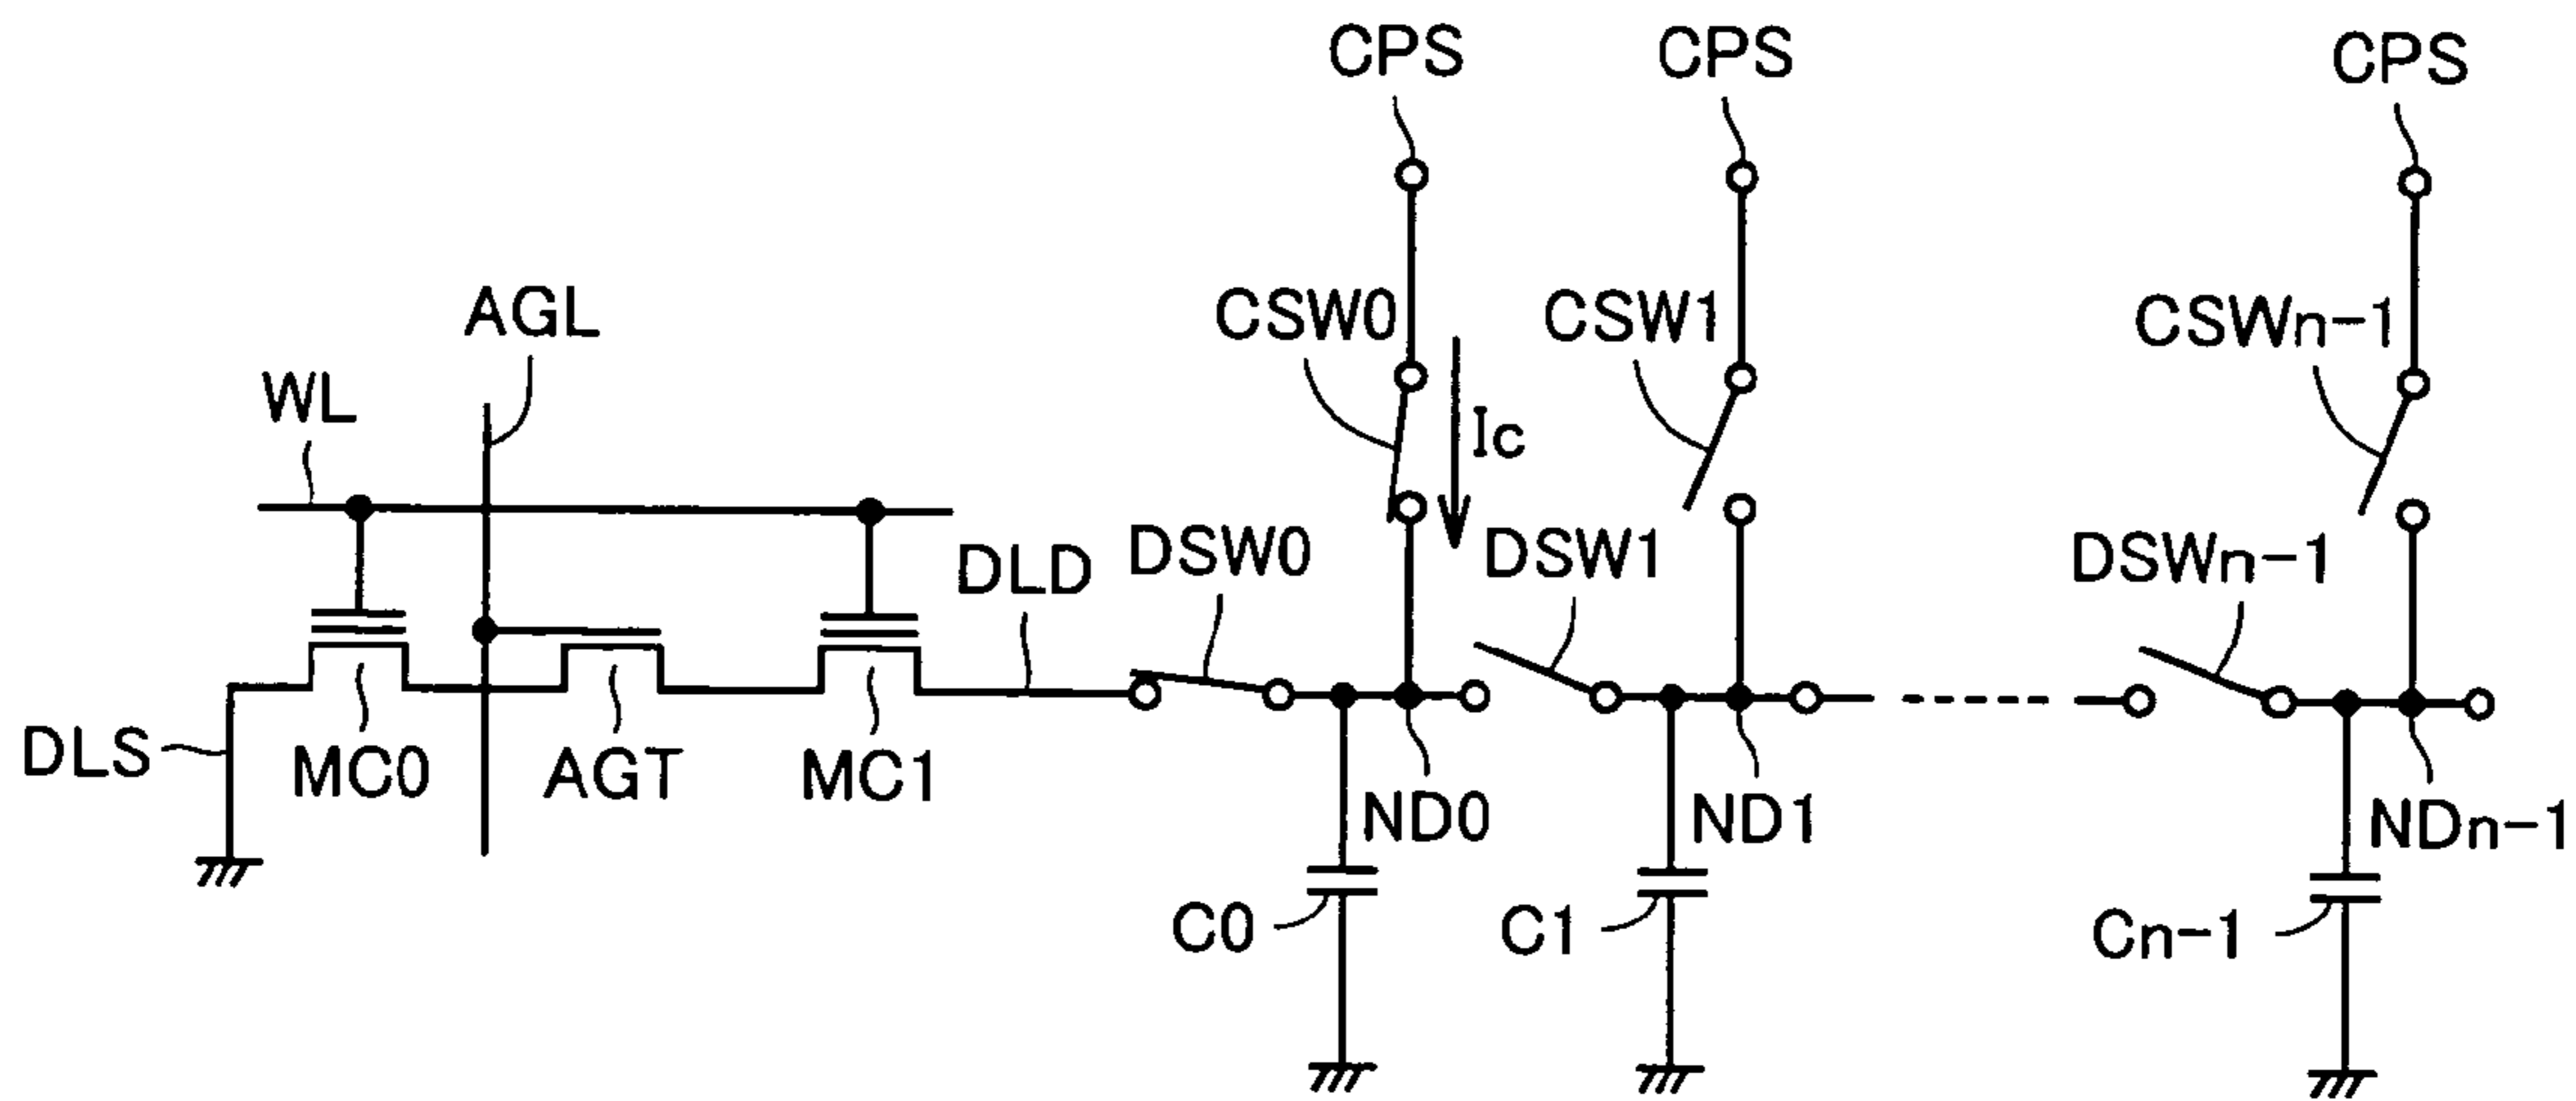 CPS
CPS
CPS
AGL
CSW0
CSW1
CSWn-1
WL
Ic
DLD
DSW0
DSW1
DSWn-1
DLS
MC0
AGT
MC1
ND0
ND1
NDn-1
C0
C1
Cn-1